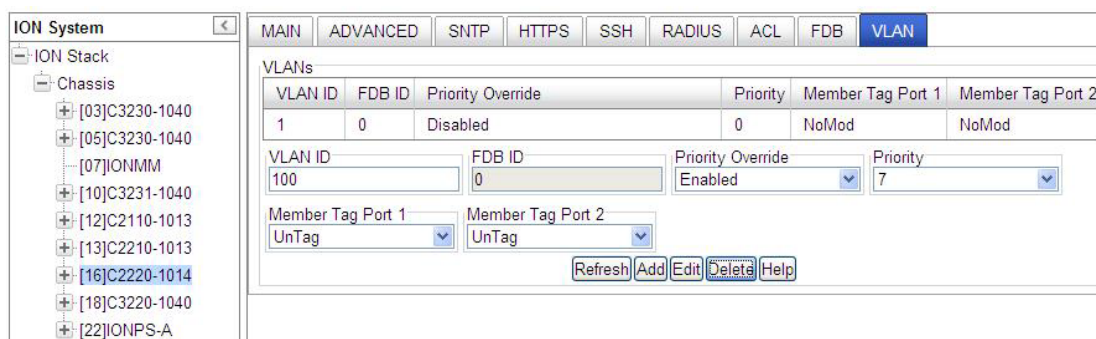 ION System
ION Stack
Chassis
[03]C3230-1040
[05]C3230-1040
[07]IONMM
[10]C3231-1040
[12]C2110-1013
[13]C2210-1013
[16]C2220-1014
[18]C3220-1040
[22]IONPS-A
MAIN ADVANCED SNTP HTTPS SSH RADIUS ACL FDB VLAN
VLANs
VLAN ID FDB ID Priority Override Priority Member Tag Port 1 Member Tag Port 2
1 0 Disabled 0 NoMod NoMod
VLAN ID FDB ID Priority Override Priority
100 0 Enabled 7
Member Tag Port 1 Member Tag Port 2
UnTag UnTag
Refresh Add Edit Delete Help